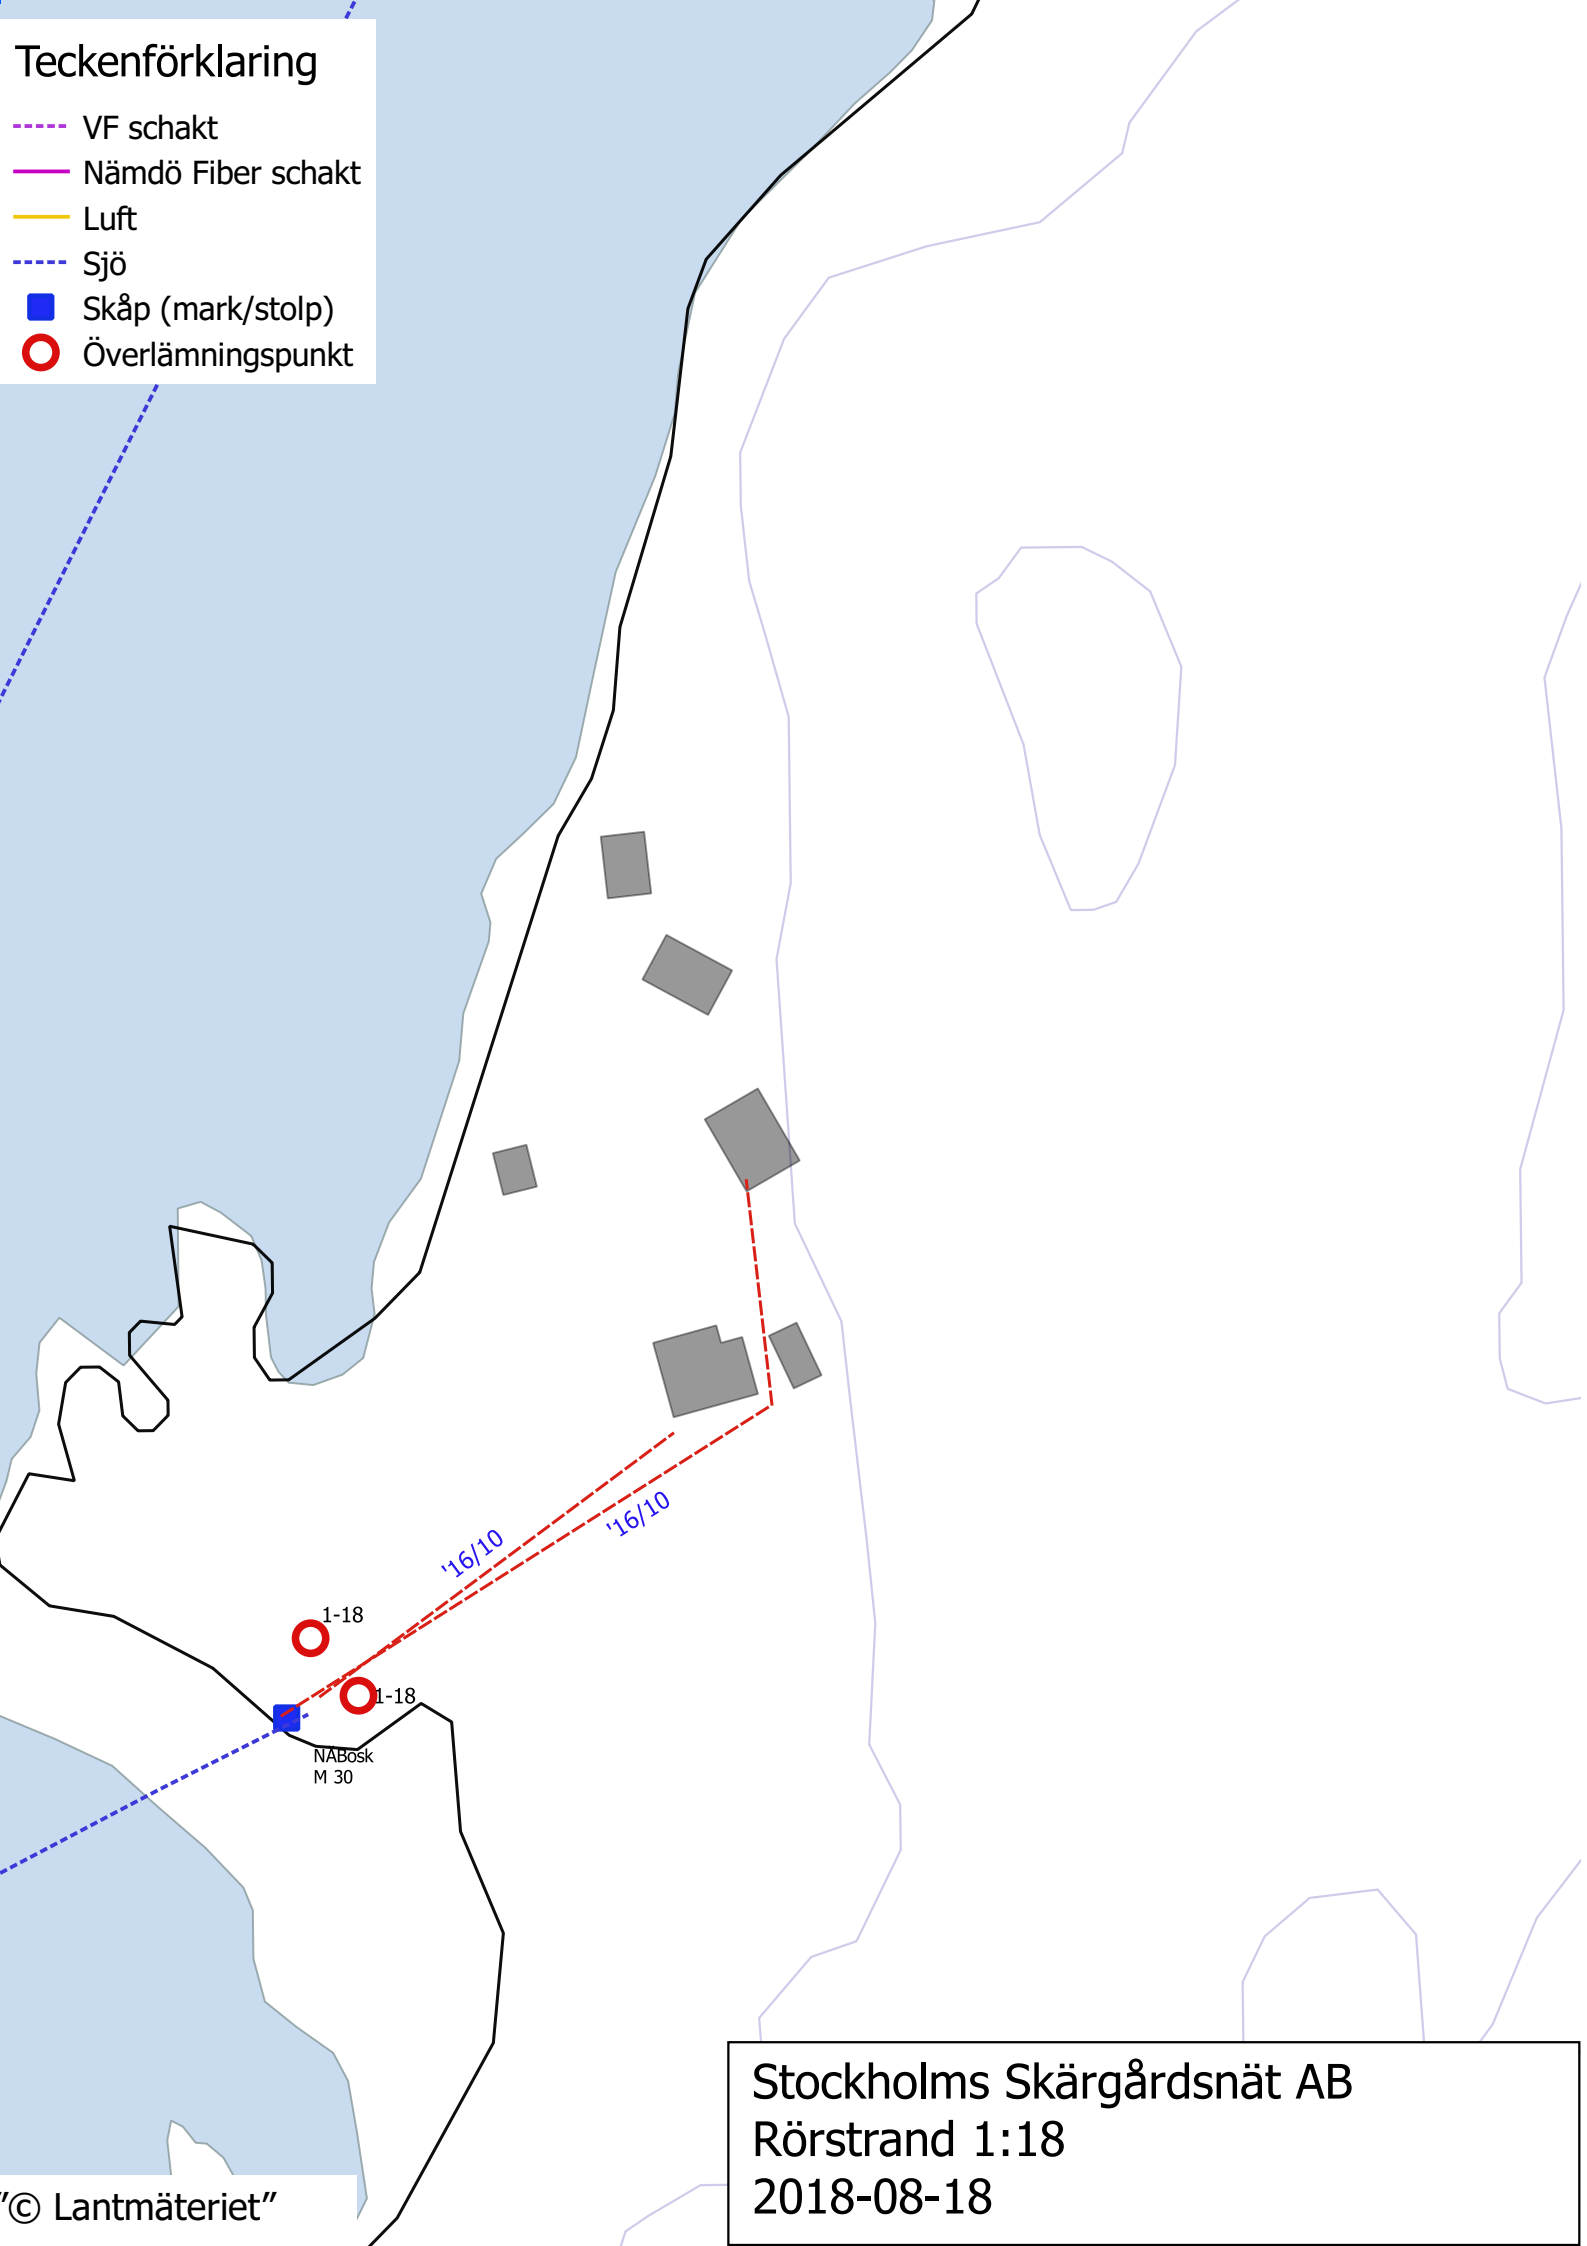 Teckenförklaring
VF schakt
Nämdö Fiber schakt
Luft
Sjö
Skåp (mark/stolp)
Överlämningspunkt
'16/10
'16/10
1-18
1-18
NÄBosk
M 30
Stockholms Skärgårdsnät AB
Rörstrand 1:18
2018-08-18
"© Lantmäteriet"